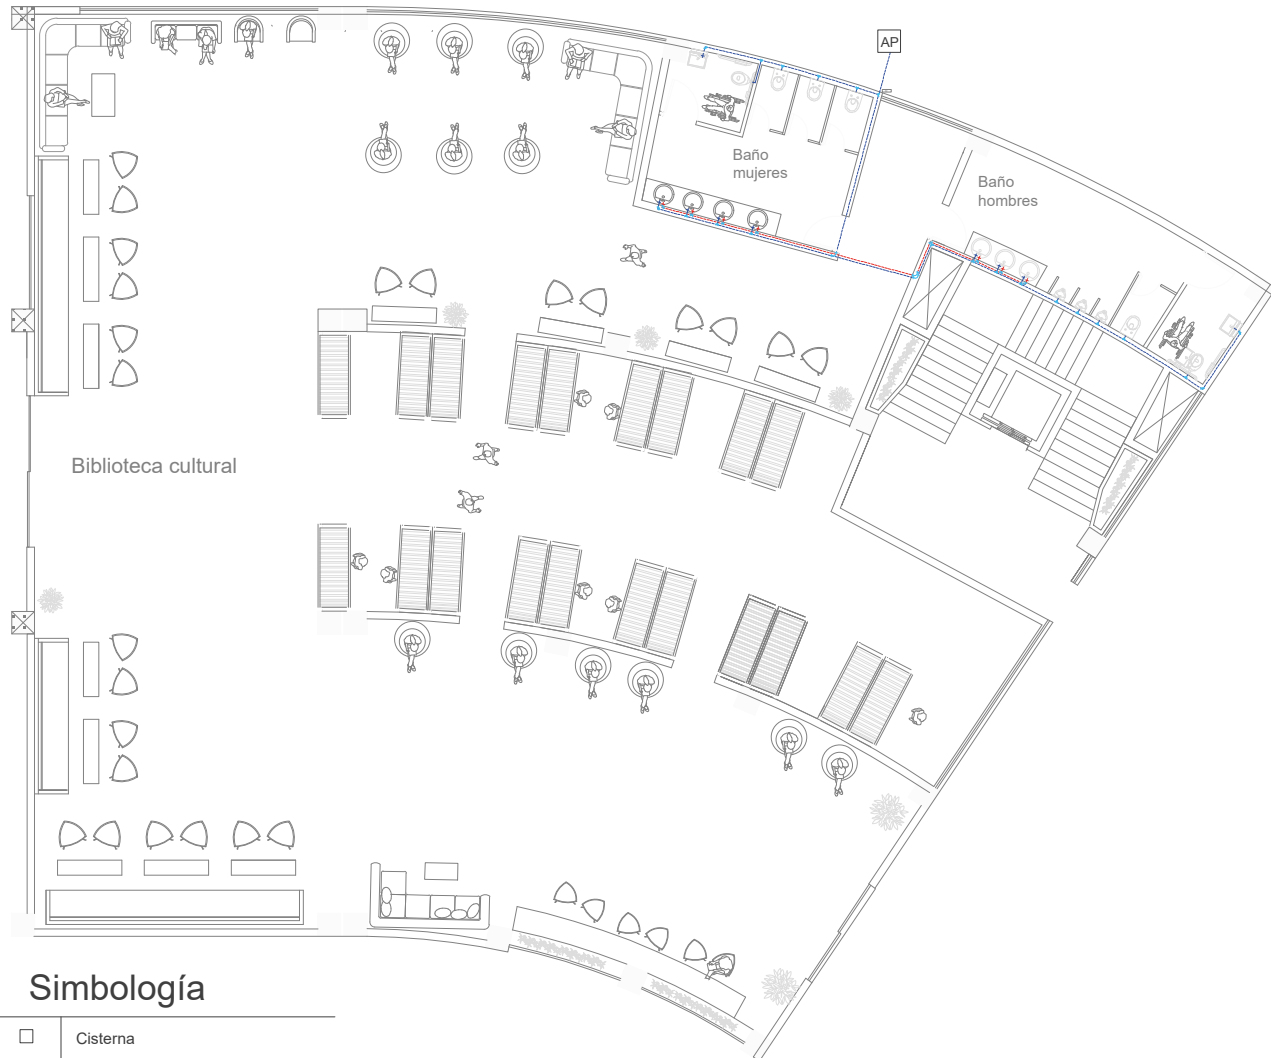 AP
Baño
mujeres
Baño
hombres
Biblioteca cultural
Simbología
Cisterna